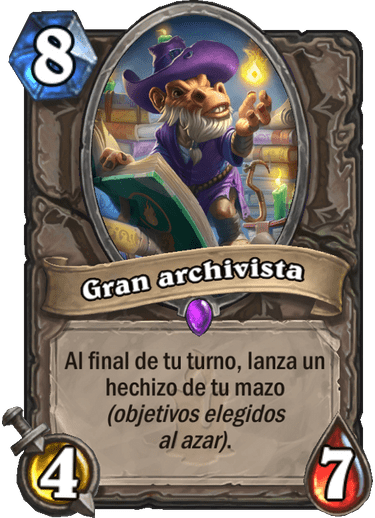 8
Gran archivista
Al final de tu turno, lanza un
hechizo de tu mazo
(objetivos elegidos
al azar).
4
7